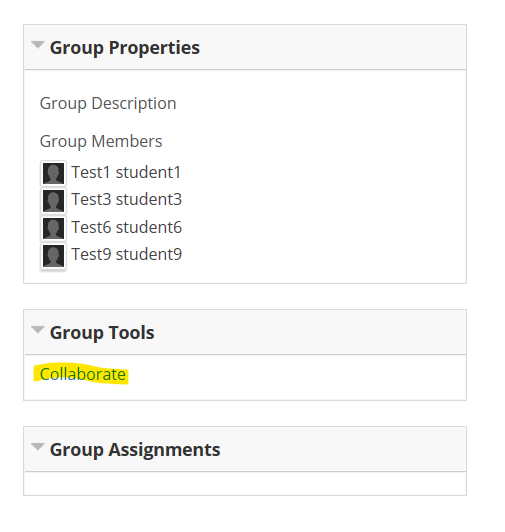 Group Properties
Group Description
Group Members
Test1 student1
Test3 student3
Test6 student6
Test9 student9
Group Tools
Collaborate
Group Assignments